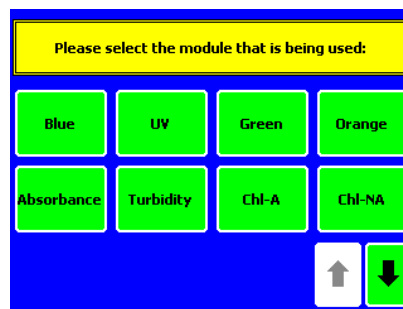 Please select the module that is being used:
Blue UV Green Orange
Absorbance Turbidity Chl-A Chl-NA